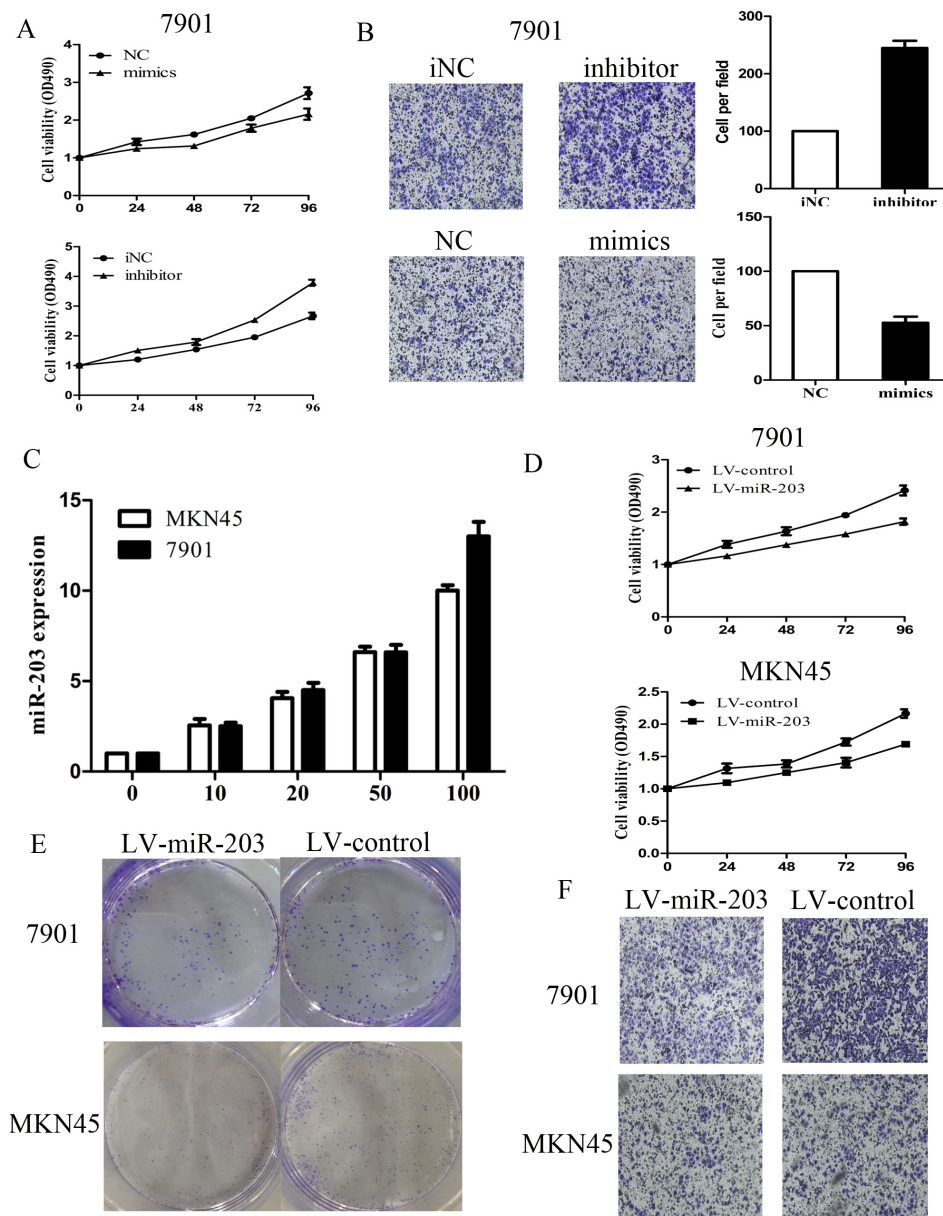 A
7901
4
NC
mimics
3
2
1
0
Cell viability (OD490)
0 24 48 72 96
5
iNC
inhibitor
4
3
2
1
0
Cell viability (OD490)
0 24 48 72 96
B
7901
iNC inhibitor
NC mimics
300
200
100
0
Cell per field
iNC inhibitor
150
100
50
0
Cell per field
NC mimics
C
15
MKN45
7901
10
5
0
miR-203 expression
0 10 20 50 100
D
7901
3
LV-control
LV-miR-203
2
1
0
Cell viability (OD490)
0 24 48 72 96
MKN45
2.5
LV-control
LV-miR-203
2.0
1.5
1.0
0.5
0.0
Cell viability (OD490)
0 24 48 72 96
E
LV-miR-203 LV-control
7901
MKN45
F
LV-miR-203 LV-control
7901
MKN45